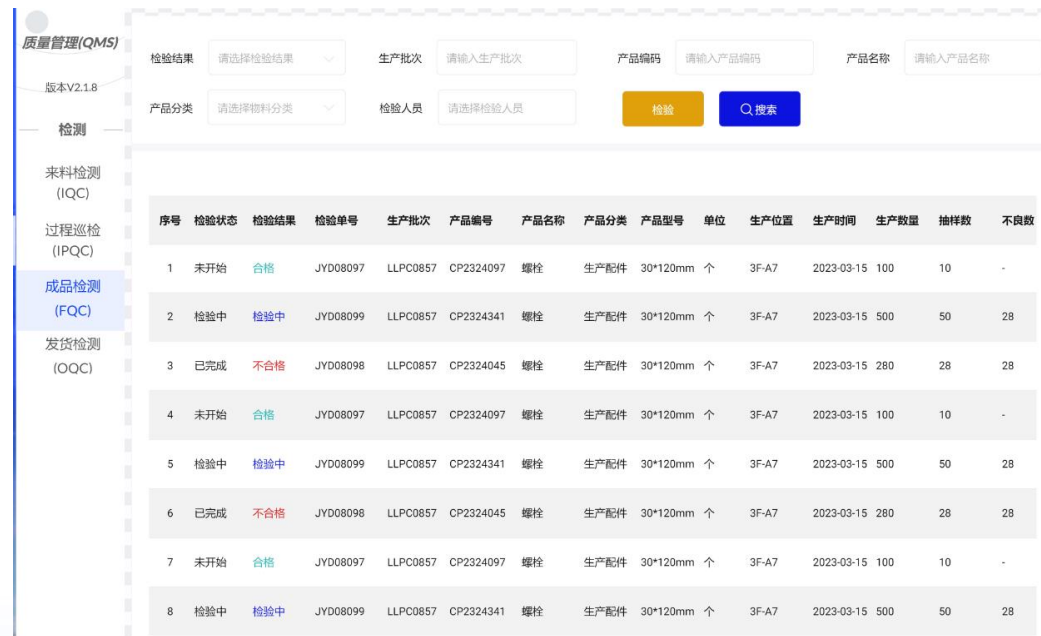 质量管理(QMS)
版本V2.1.8
检测
来料检测
(IQC)
过程巡检
(IPQC)
成品检测
(FQC)
发货检测
(OQC)
检验结果 请选择检验结果 生产批次 请输入生产批次 产品编码 请输入产品编码 产品名称 请输入产品名称
产品分类 请选择物料分类 检验人员 请选择检验人员 检验 搜索
序号 检验状态 检验结果 检验单号 生产批次 产品编号 产品名称 产品分类 产品型号 单位 生产位置 生产时间 生产数量 抽样数 不良数
1 未开始 合格 JYD08097 LLPC0857 CP2324097 螺栓 生产配件 30*120mm 个 3F-A7 2023-03-15 100 10 -
2 检验中 检验中 JYD08099 LLPC0857 CP2324341 螺栓 生产配件 30*120mm 个 3F-A7 2023-03-15 500 50 28
3 已完成 不合格 JYD08098 LLPC0857 CP2324045 螺栓 生产配件 30*120mm 个 3F-A7 2023-03-15 280 28 28
4 未开始 合格 JYD08097 LLPC0857 CP2324097 螺栓 生产配件 30*120mm 个 3F-A7 2023-03-15 100 10 -
5 检验中 检验中 JYD08099 LLPC0857 CP2324341 螺栓 生产配件 30*120mm 个 3F-A7 2023-03-15 500 50 28
6 已完成 不合格 JYD08098 LLPC0857 CP2324045 螺栓 生产配件 30*120mm 个 3F-A7 2023-03-15 280 28 28
7 未开始 合格 JYD08097 LLPC0857 CP2324097 螺栓 生产配件 30*120mm 个 3F-A7 2023-03-15 100 10 -
8 检验中 检验中 JYD08099 LLPC0857 CP2324341 螺栓 生产配件 30*120mm 个 3F-A7 2023-03-15 500 50 28